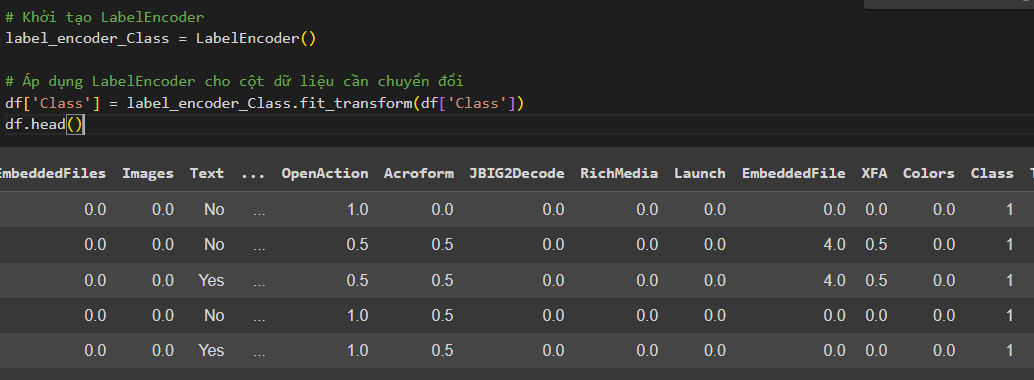 # Khởi tạo LabelEncoder
label_encoder_Class = LabelEncoder()
# Áp dụng LabelEncoder cho cột dữ liệu cần chuyển đổi
df['Class'] = label_encoder_Class.fit_transform(df['Class'])
df.head()
EmbeddedFiles Images Text ... OpenAction Acroform JBIG2Decode RichMedia Launch EmbeddedFile XFA Colors Class
0.0 0.0 No ... 1.0 0.0 0.0 0.0 0.0 0.0 0.0 0.0 1
0.0 0.0 No ... 0.5 0.5 0.0 0.0 0.0 4.0 0.5 0.0 1
0.0 0.0 Yes ... 0.5 0.5 0.0 0.0 0.0 4.0 0.5 0.0 1
0.0 0.0 No ... 1.0 0.5 0.0 0.0 0.0 0.0 0.0 0.0 1
0.0 0.0 Yes ... 1.0 0.5 0.0 0.0 0.0 0.0 0.0 0.0 1